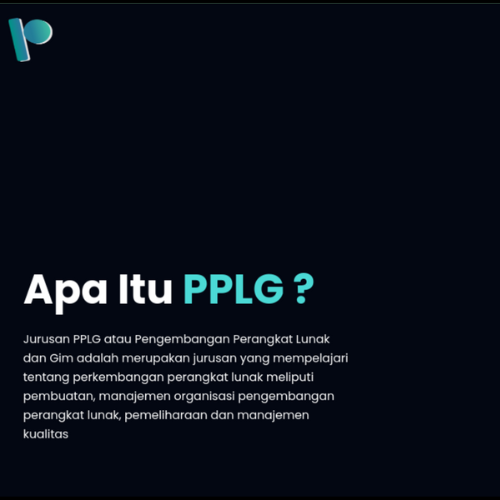 Apa Itu PPLG ?
Jurusan PPLG atau Pengembangan Perangkat Lunak
dan Gim adalah merupakan jurusan yang mempelajari
tentang perkembangan perangkat lunak meliputi
pembuatan, manajemen organisasi pengembangan
perangkat lunak, pemeliharaan dan manajemen
kualitas